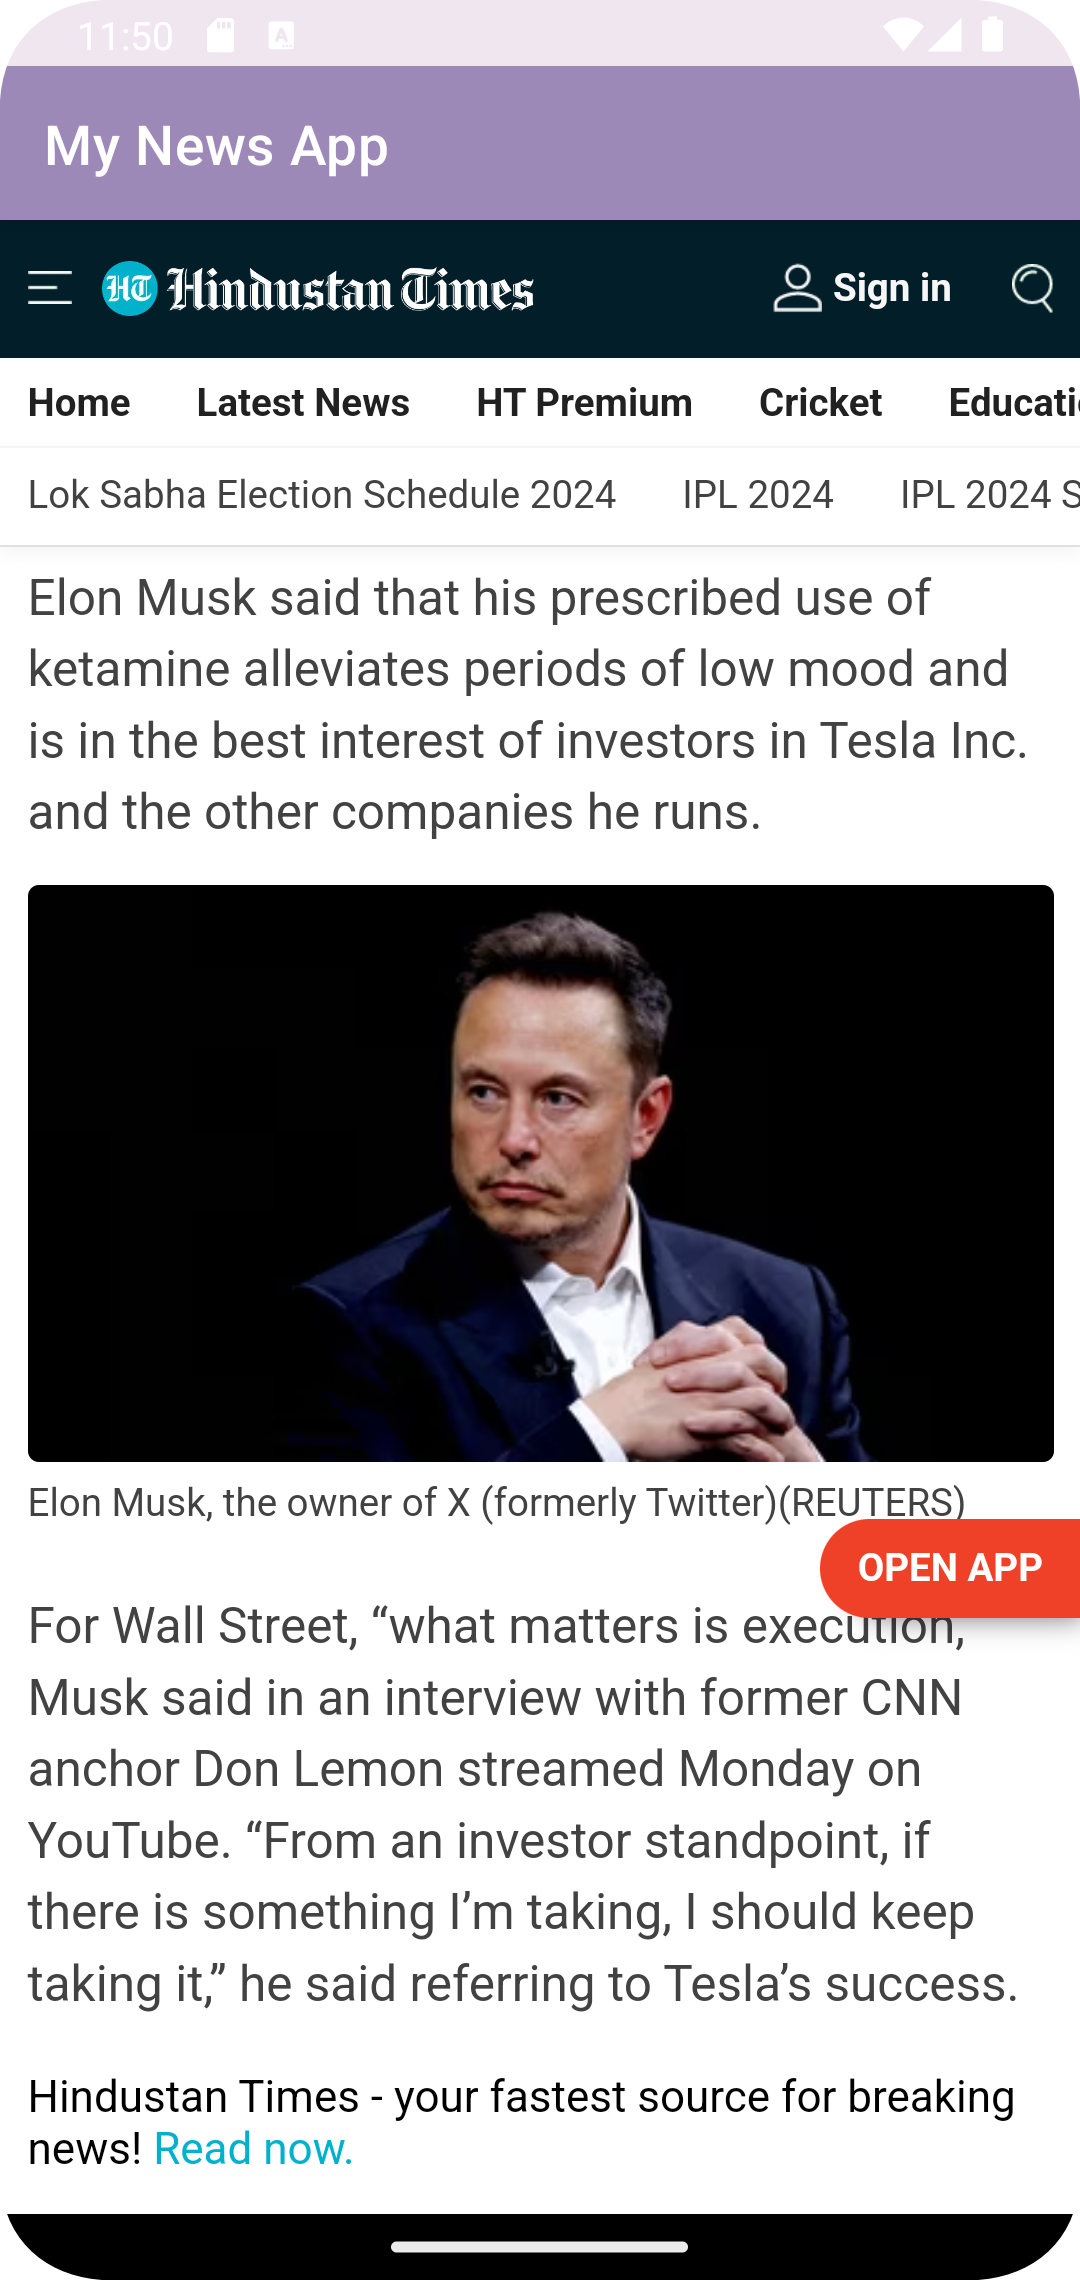 11:50
My News App
HT Hindustan Times
Sign in
Home Latest News HT Premium Cricket Educati
Lok Sabha Election Schedule 2024 IPL 2024 IPL 2024 S
Elon Musk said that his prescribed use of
ketamine alleviates periods of low mood and
is in the best interest of investors in Tesla Inc.
and the other companies he runs.
Elon Musk, the owner of X (formerly Twitter)(REUTERS)
OPEN APP
For Wall Street, “what matters is execution,
Musk said in an interview with former CNN
anchor Don Lemon streamed Monday on
YouTube. “From an investor standpoint, if
there is something I’m taking, I should keep
taking it,” he said referring to Tesla’s success.
Hindustan Times - your fastest source for breaking
news! Read now.